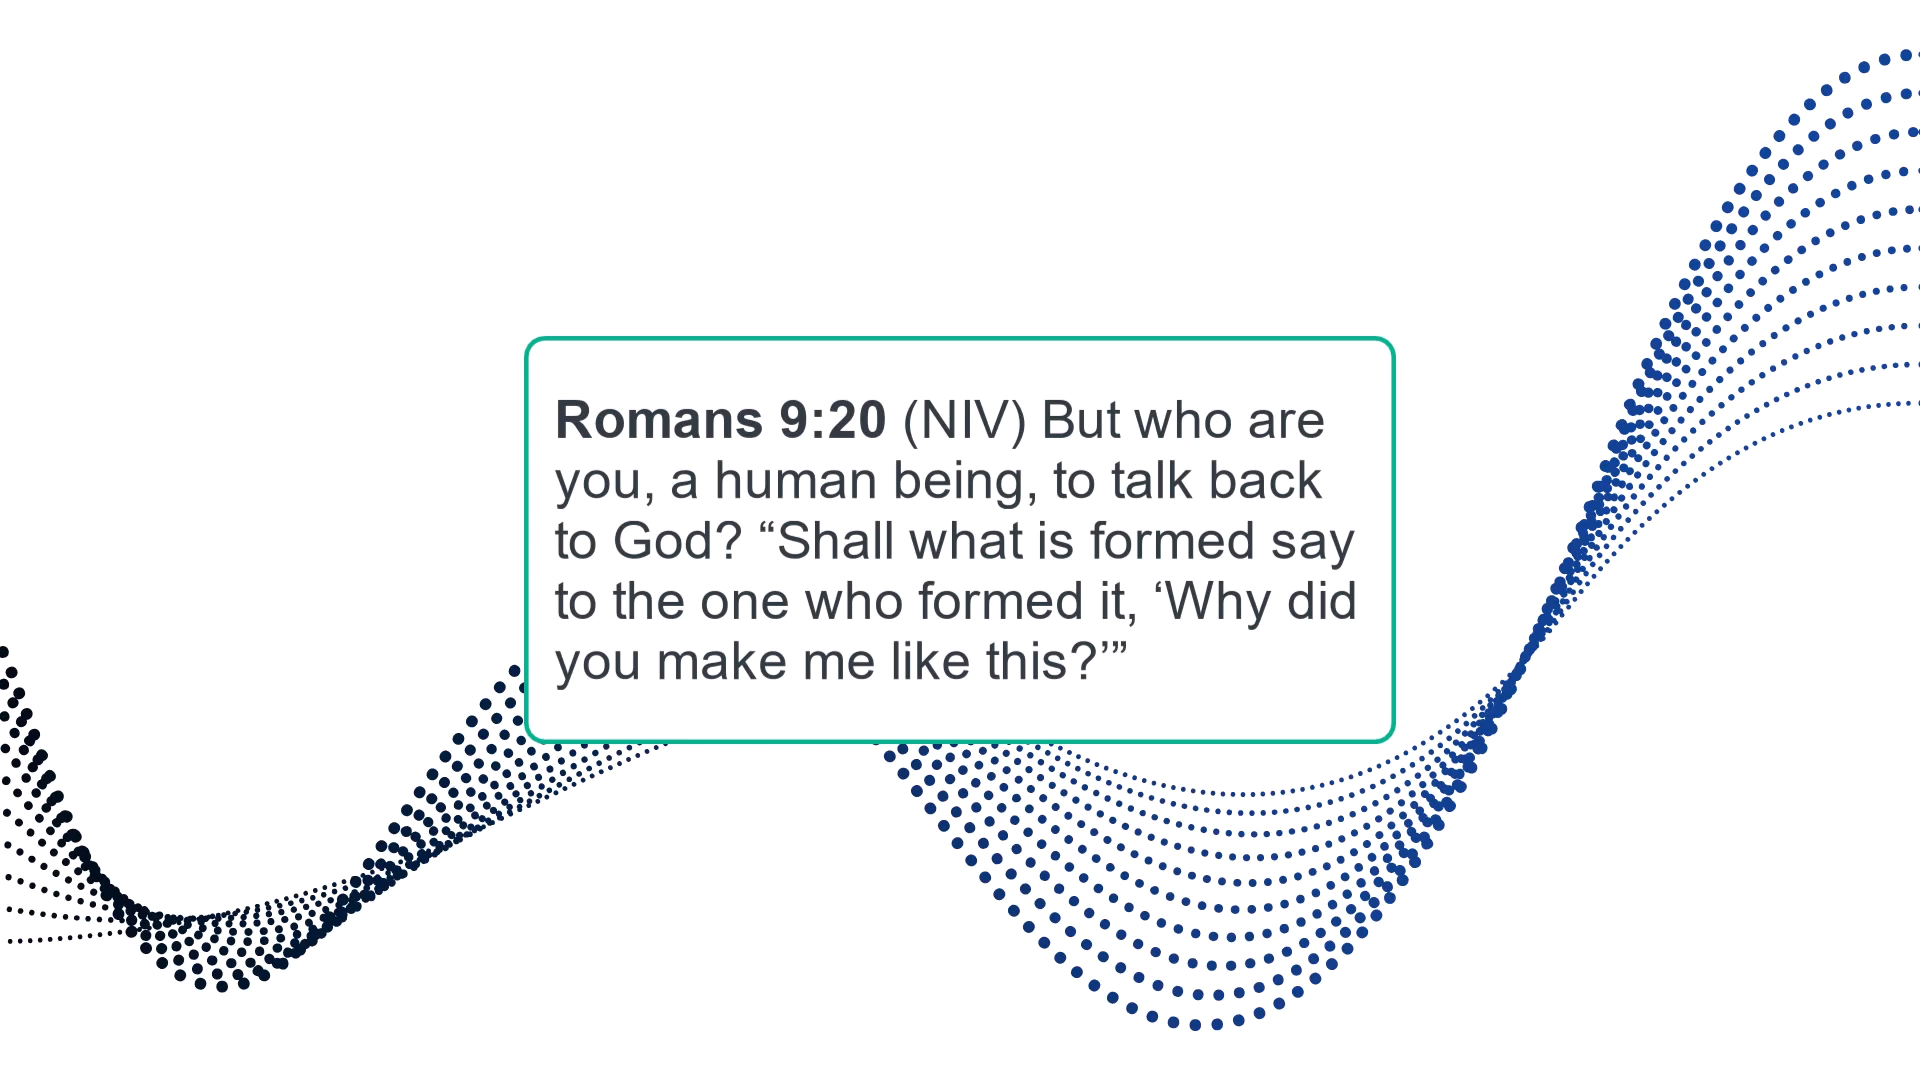 Romans 9:20 (NIV) But who are
you, a human being, to talk back
to God? “Shall what is formed say
to the one who formed it, ‘Why did
you make me like this?’”